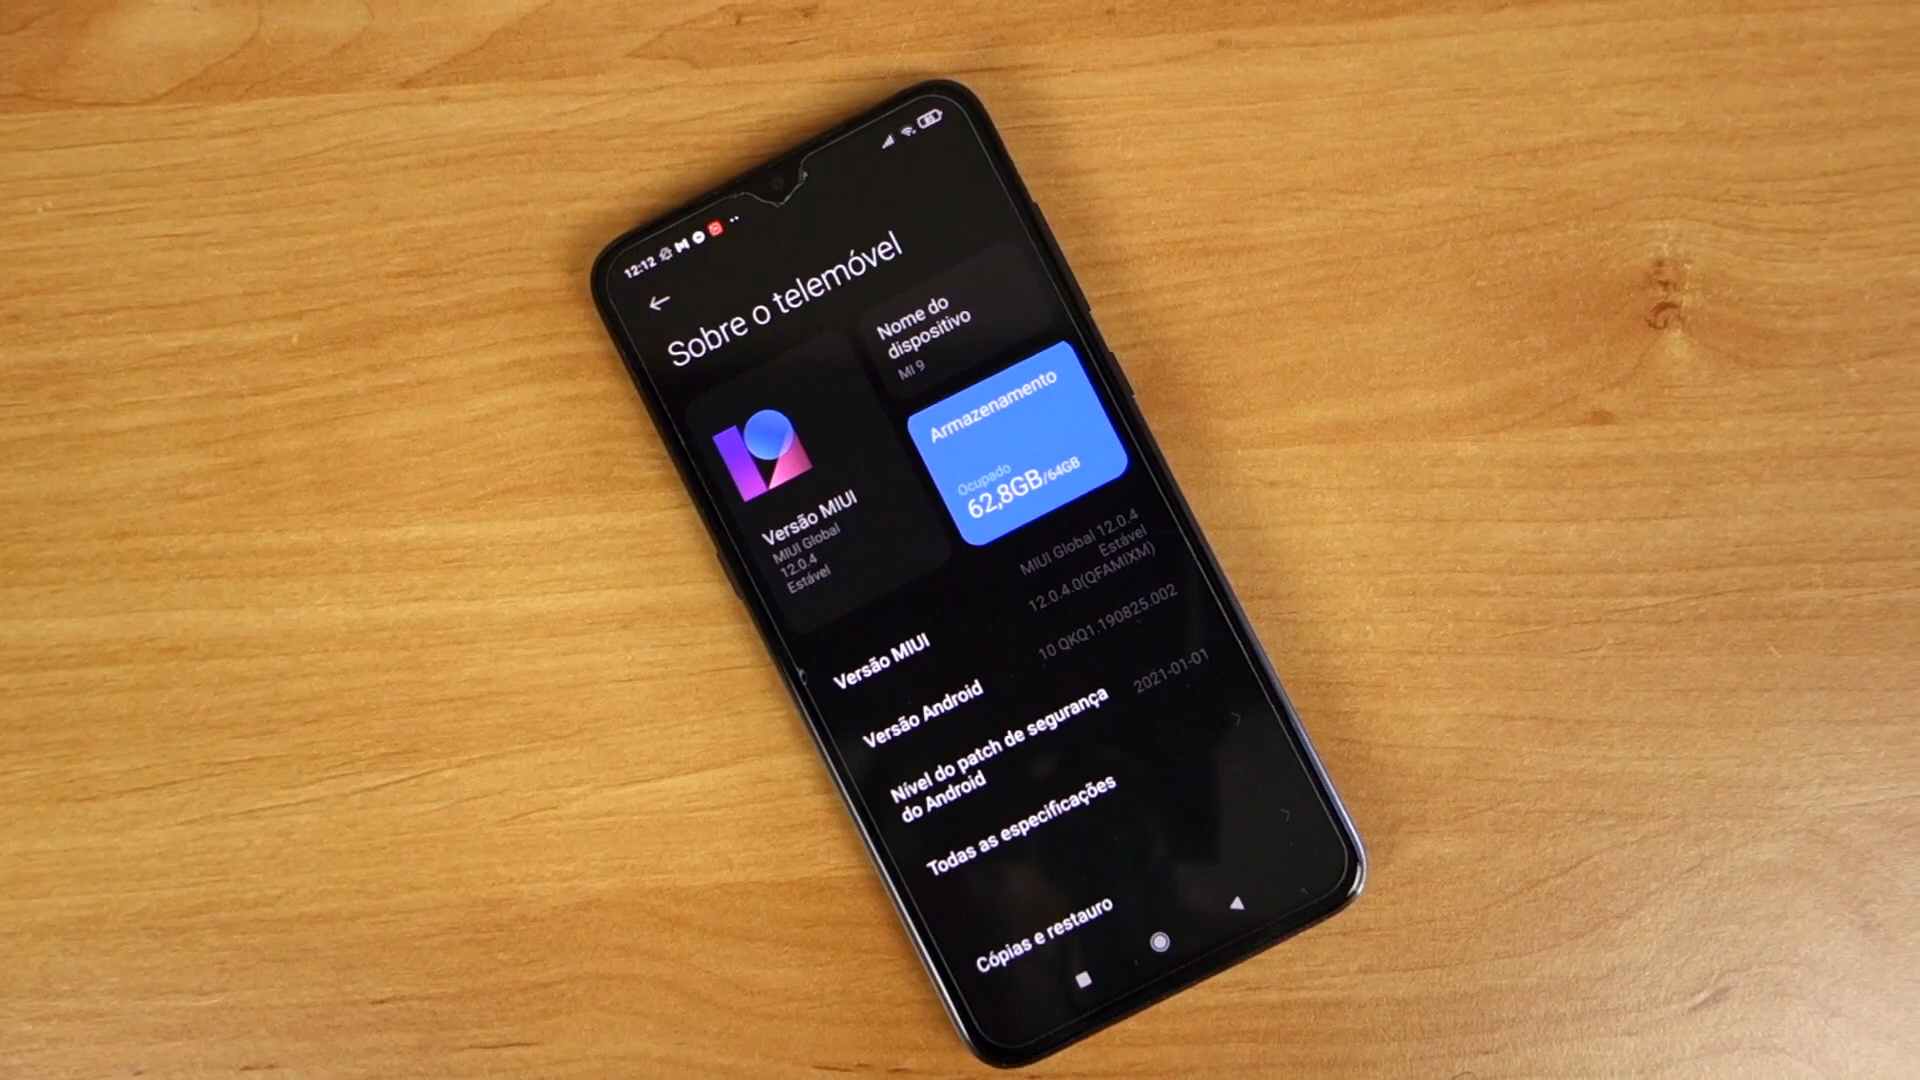 12:12
85
Sobre o telemóvel
Versão MIUI
MIUI Global
12.0.4
Estável
Nome do
dispositivo
MI 9
Armazenamento
Ocupado
62,8GB/64GB
Versão MIUI
MIUI Global 12.0.4
Estável
12.0.4.0(QFAMIXM)
Versão Android
10 QKQ1.190825.002
Nível do patch de segurança
do Android
2021-01-01
Todas as especificações
Cópias e restauro